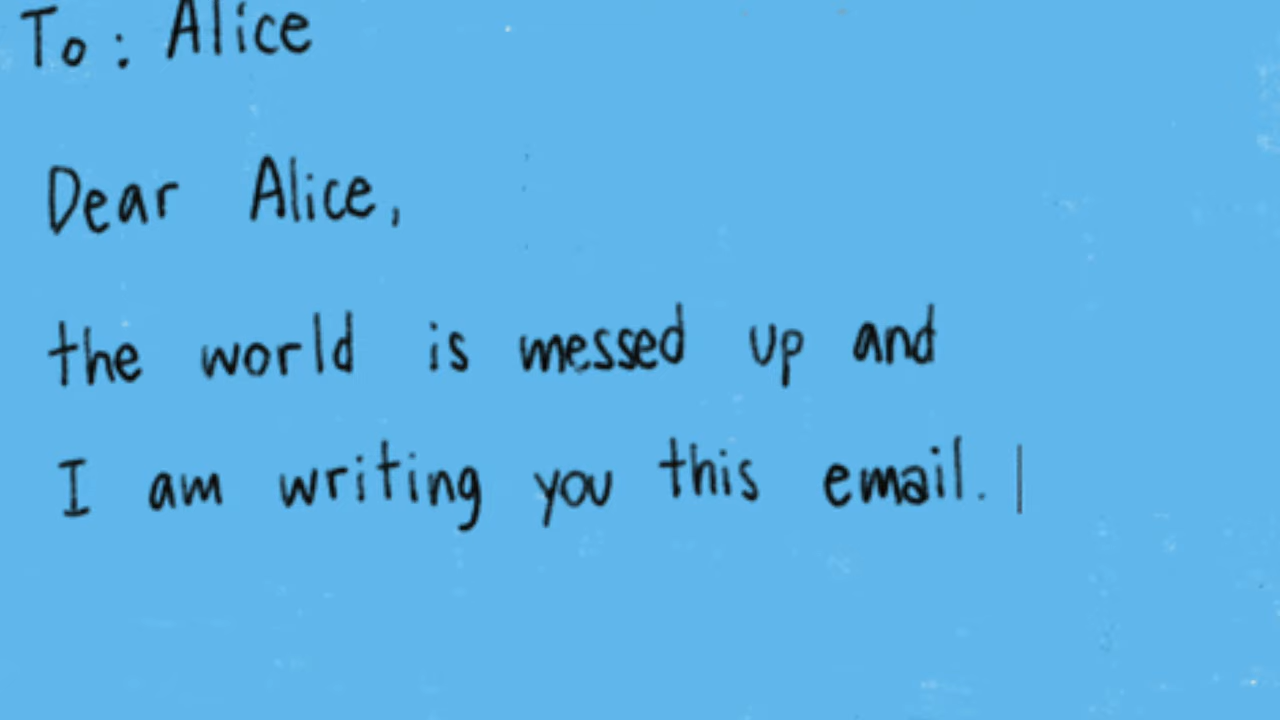 To: Alice
Dear Alice,
the world is messed up and
I am writing you this email.